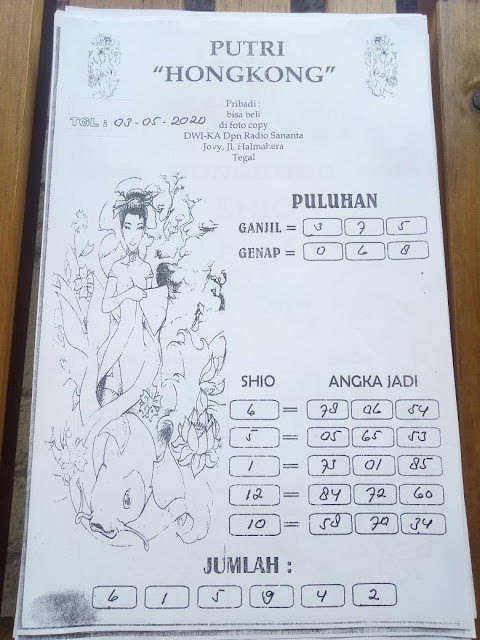 PUTRI
“HONGKONG”
Pribadi :
bisa beli
TGL : 03-05-2020
di foto copy
DWI-KA Dpn Radio Sananta
Jovy, Jl. Halmahera
Tegal
PULUHAN
GANJIL = 3 7 5
GENAP = 0 6 8
SHIO ANGKA JADI
6 = 78 06 54
5 = 05 65 53
1 = 73 01 85
12 = 84 72 60
10 = 58 70 34
JUMLAH :
6 1 5 9 4 2